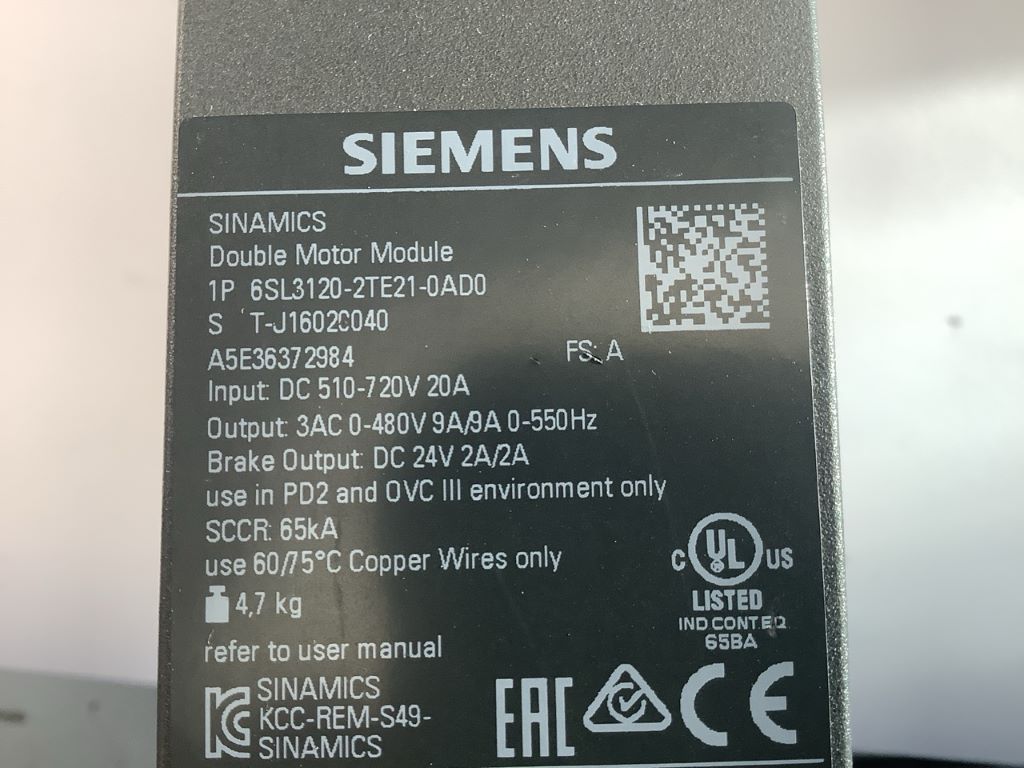 SIEMENS
SINAMICS
Double Motor Module
1P 6SL3120-2TE21-0AD0
S
A5E36372984
FS: A
Input: DC 510-720V 20A
Output: 3AC 0-480V 9A/9A 0-550Hz
Brake Output: DC 24V 2A/2A
use in PD2 and OVC III environment only
SCCR: 65kA
use 60/75°C Copper Wires only
4,7 kg
refer to user manual
C UL US
LISTED
IND CONT.EQ
65BA
SINAMICS
KCC-REM-S49-
SINAMICS
EAC
CE